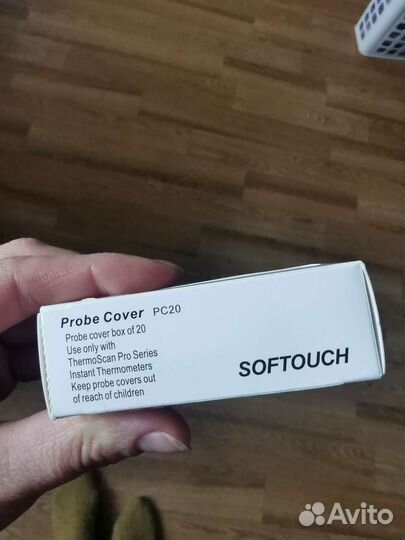 Probe Cover PC20
Probe cover box of 20
Use only with
ThermoScan Pro Series
Instant Thermometers
Keep probe covers out
of reach of children
SOFTOUCH
Avito